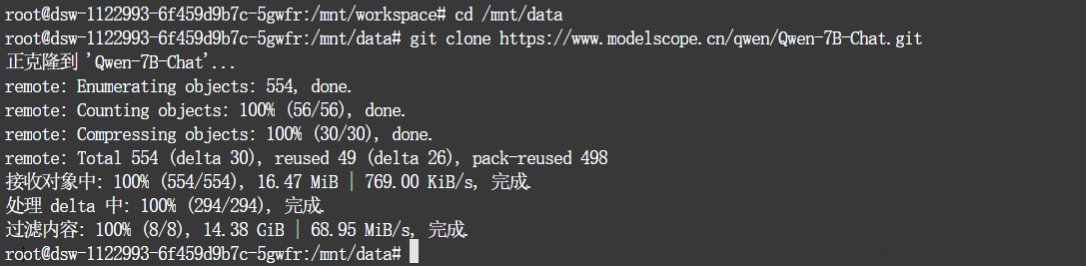 root@dsw-1122993-6f459d9b7c-5gwfr:/mnt/workspace# cd /mnt/data
root@dsw-1122993-6f459d9b7c-5gwfr:/mnt/data# git clone https://www.modelscope.cn/qwen/Qwen-7B-Chat.git
正克隆到 'Qwen-7B-Chat'...
remote: Enumerating objects: 554, done.
remote: Counting objects: 100% (56/56), done.
remote: Compressing objects: 100% (30/30), done.
remote: Total 554 (delta 30), reused 49 (delta 26), pack-reused 498
接收对象中: 100% (554/554), 16.47 MiB | 769.00 KiB/s, 完成.
处理 delta 中: 100% (294/294), 完成.
过滤内容: 100% (8/8), 14.38 GiB | 68.95 MiB/s, 完成.
root@dsw-1122993-6f459d9b7c-5gwfr:/mnt/data#